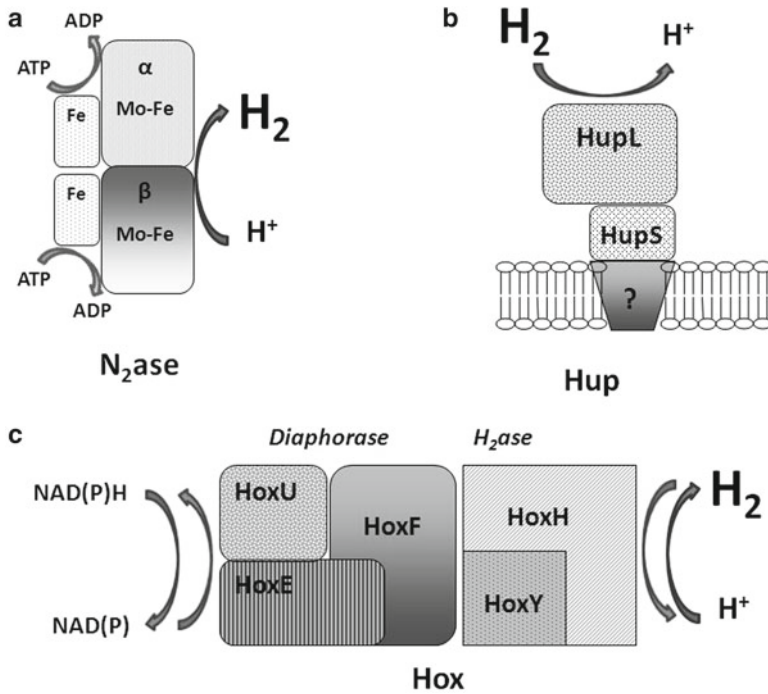 a
ADP
ATP
α
Fe
Mo-Fe
H₂
Fe
β
Mo-Fe
H⁺
ATP
ADP
N₂ase
b
H₂
H⁺
HupL
HupS
?
Hup
c
Diaphorase
H₂ase
NAD(P)H
HoxU
HoxF
HoxH
H₂
HoxE
HoxY
NAD(P)
H⁺
Hox